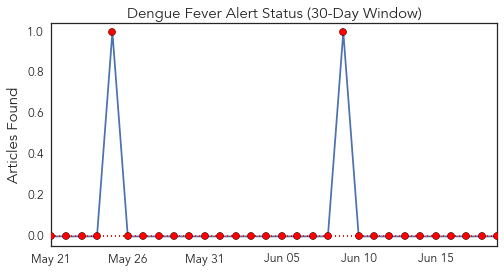 Dengue Fever Alert Status (30-Day Window)
Articles Found
1.0
0.8
0.6
0.4
0.2
0.0
May 21 May 26 May 31 Jun 05 Jun 10 Jun 15